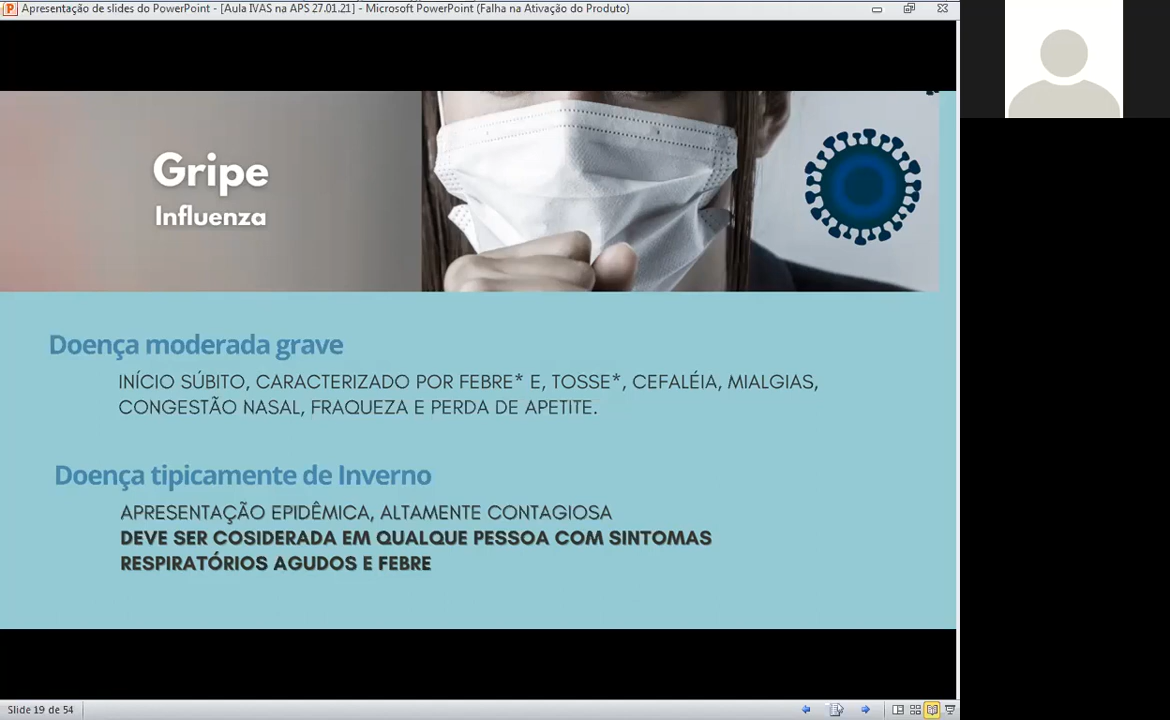 Apresentação de slides do PowerPoint - [Aula IVAS na APS 27.01.21] - Microsoft PowerPoint (Falha na Ativação do Produto)
Gripe
Influenza
Doença moderada grave
INÍCIO SÚBITO, CARACTERIZADO POR FEBRE* E, TOSSE*, CEFALÉIA, MIALGIAS,
CONGESTÃO NASAL, FRAQUEZA E PERDA DE APETITE.
Doença tipicamente de Inverno
APRESENTAÇÃO EPIDÊMICA, ALTAMENTE CONTAGIOSA
DEVE SER COSIDERADA EM QUALQUE PESSOA COM SINTOMAS
RESPIRATÓRIOS AGUDOS E FEBRE
Slide 19 de 54